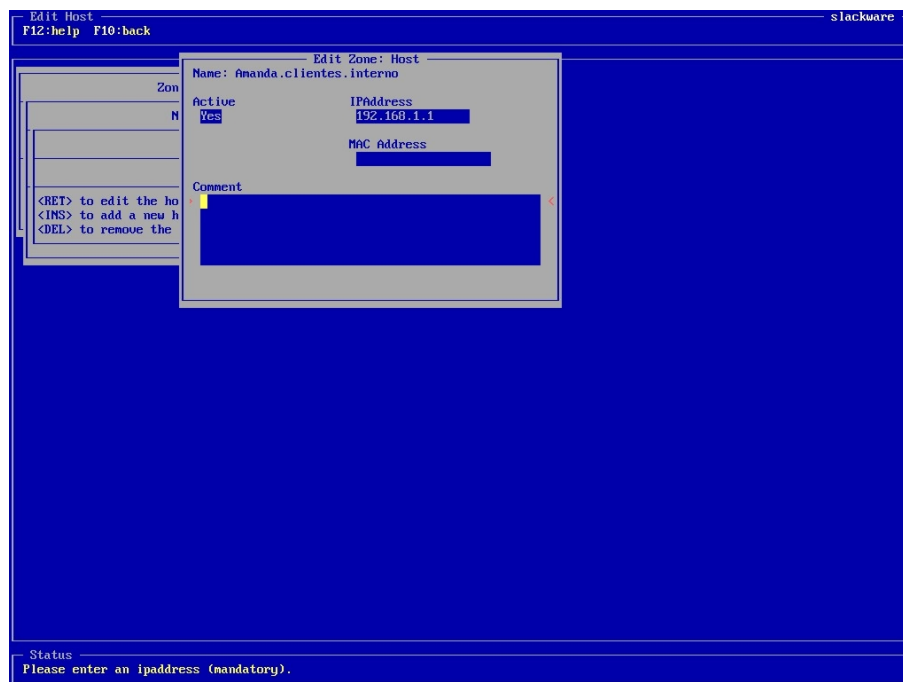 Edit Host
slackware
F12:help F10:back
Edit Zone: Host
Name: Amanda.clientes.interno
Zon
Active IPAddress
N Yes 192.168.1.1
MAC Address
Comment
<RET> to edit the ho
<INS> to add a new h
<DEL> to remove the
Status
Please enter an ipaddress (mandatory).